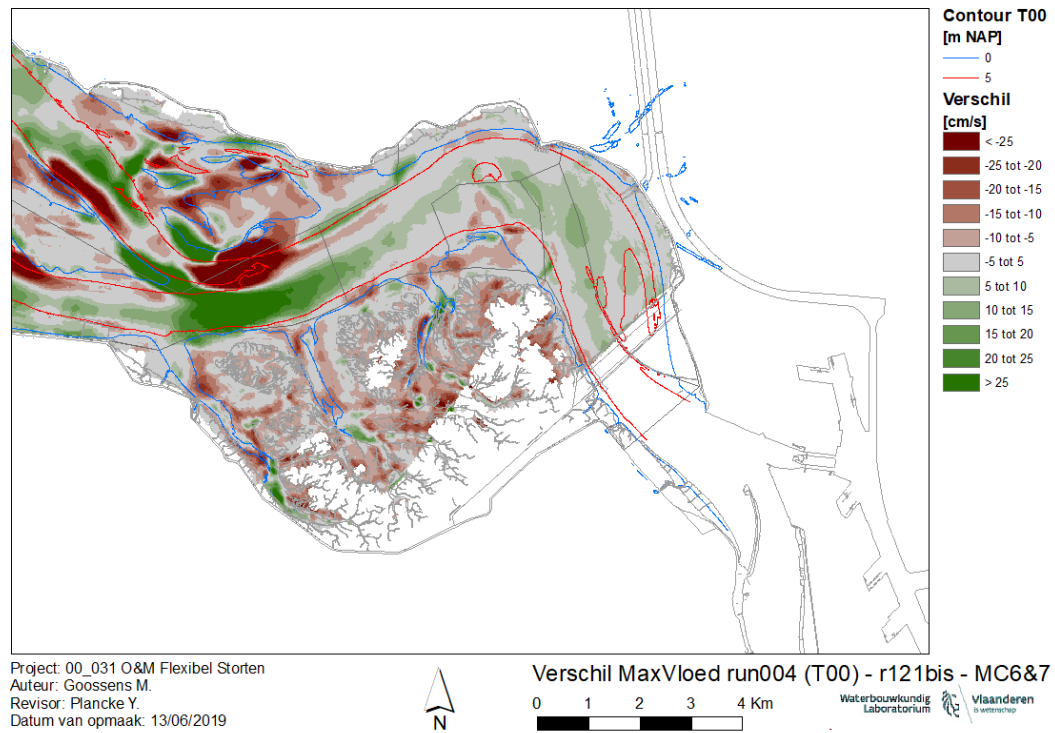 Contour T00
[m NAP]
0
5
Verschil
[cm/s]
< -25
-25 tot -20
-20 tot -15
-15 tot -10
-10 tot -5
-5 tot 5
5 tot 10
10 tot 15
15 tot 20
20 tot 25
> 25
Project: 00_031 O&M Flexibel Storten
Auteur: Goossens M.
Revisor: Plancke Y.
Datum van opmaak: 13/06/2019
N
Verschil MaxVloed run004 (T00) - r121bis - MC6&7
0 1 2 3 4 Km
Waterbouwkundig
Laboratorium
Vlaanderen
is wetenschap